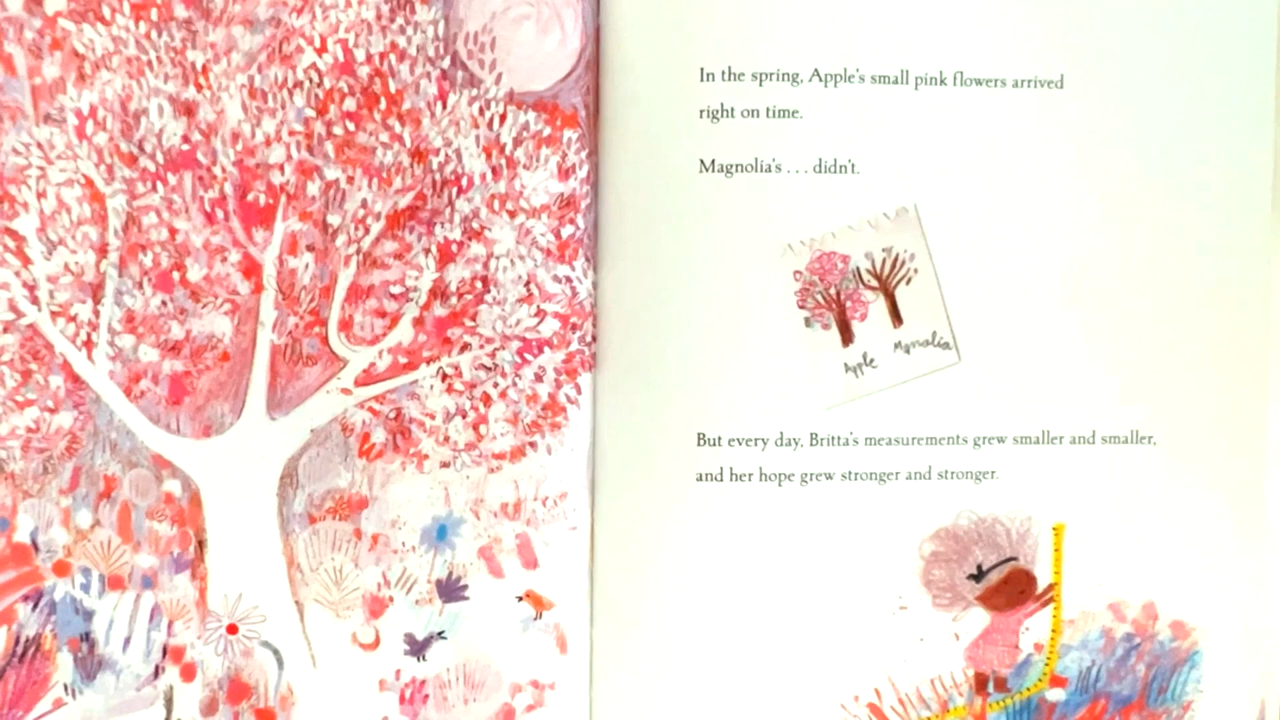 In the spring, Apple's small pink flowers arrived
right on time.
Magnolia's . . . didn't.
Apple Magnolia
But every day, Britta's measurements grew smaller and smaller,
and her hope grew stronger and stronger.